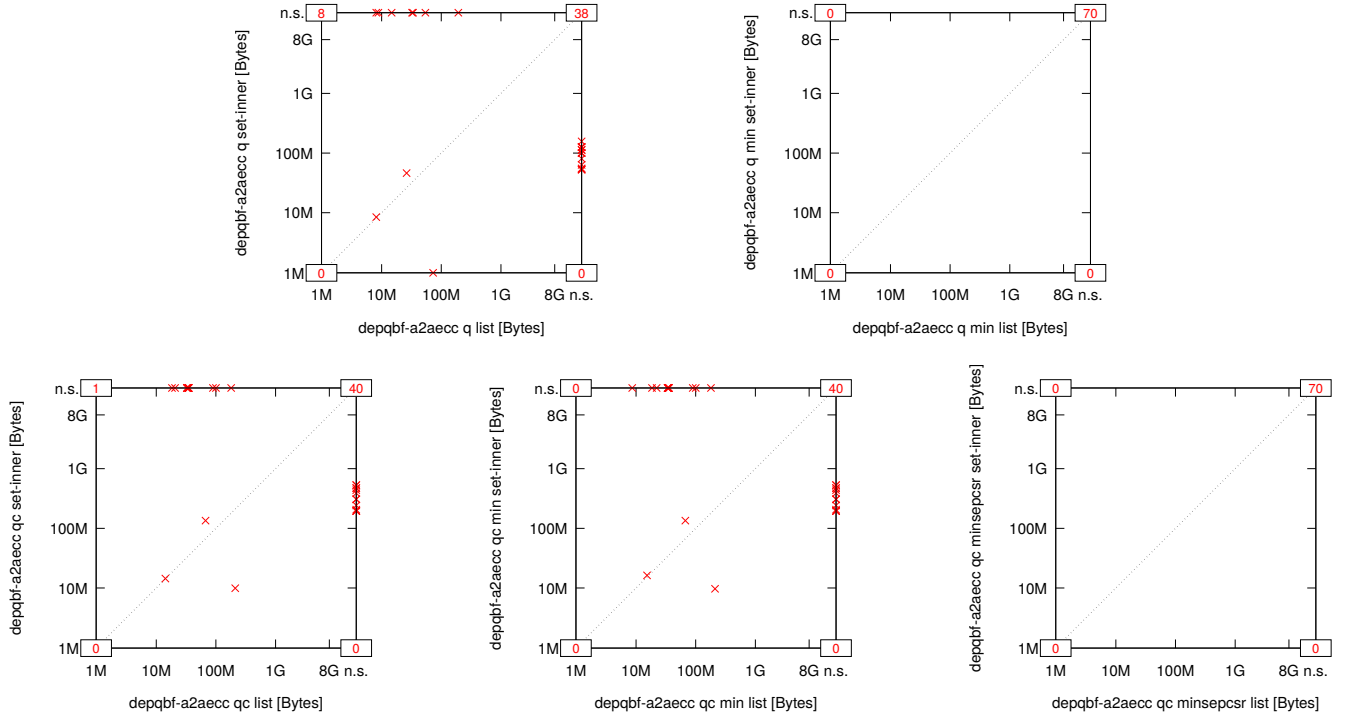 n.s. 8 38
8G
1G
100M
10M
1M 0 0
1M 10M 100M 1G 8G n.s.
depqbf-a2aecc q set-inner [Bytes]
depqbf-a2aecc q list [Bytes]
n.s. 0 70
8G
1G
100M
10M
1M 0 0
1M 10M 100M 1G 8G n.s.
depqbf-a2aecc q min set-inner [Bytes]
depqbf-a2aecc q min list [Bytes]
n.s. 1 40
8G
1G
100M
10M
1M 0 0
1M 10M 100M 1G 8G n.s.
depqbf-a2aecc qc set-inner [Bytes]
depqbf-a2aecc qc list [Bytes]
n.s. 0 40
8G
1G
100M
10M
1M 0 0
1M 10M 100M 1G 8G n.s.
depqbf-a2aecc qc min set-inner [Bytes]
depqbf-a2aecc qc min list [Bytes]
n.s. 0 70
8G
1G
100M
10M
1M 0 0
1M 10M 100M 1G 8G n.s.
depqbf-a2aecc qc minsepcsr set-inner [Bytes]
depqbf-a2aecc qc minsepcsr list [Bytes]